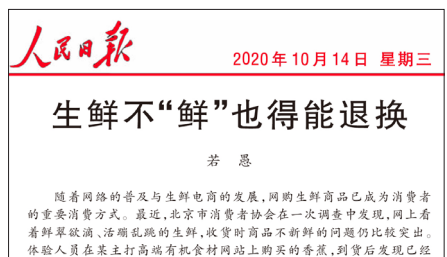 人民日报
2020年10月14日 星期三
生鲜不“鲜”也得能退换
若 愚
随着网络的普及与生鲜电商的发展，网购生鲜商品已成为消费者
的重要消费方式。最近，北京市消费者协会在一次调查中发现，网上看
着鲜翠欲滴、活蹦乱跳的生鲜，收货时商品不新鲜的问题仍比较突出。
体验人员在某主打高端有机食材网站上购买的香蕉，到货后发现已经